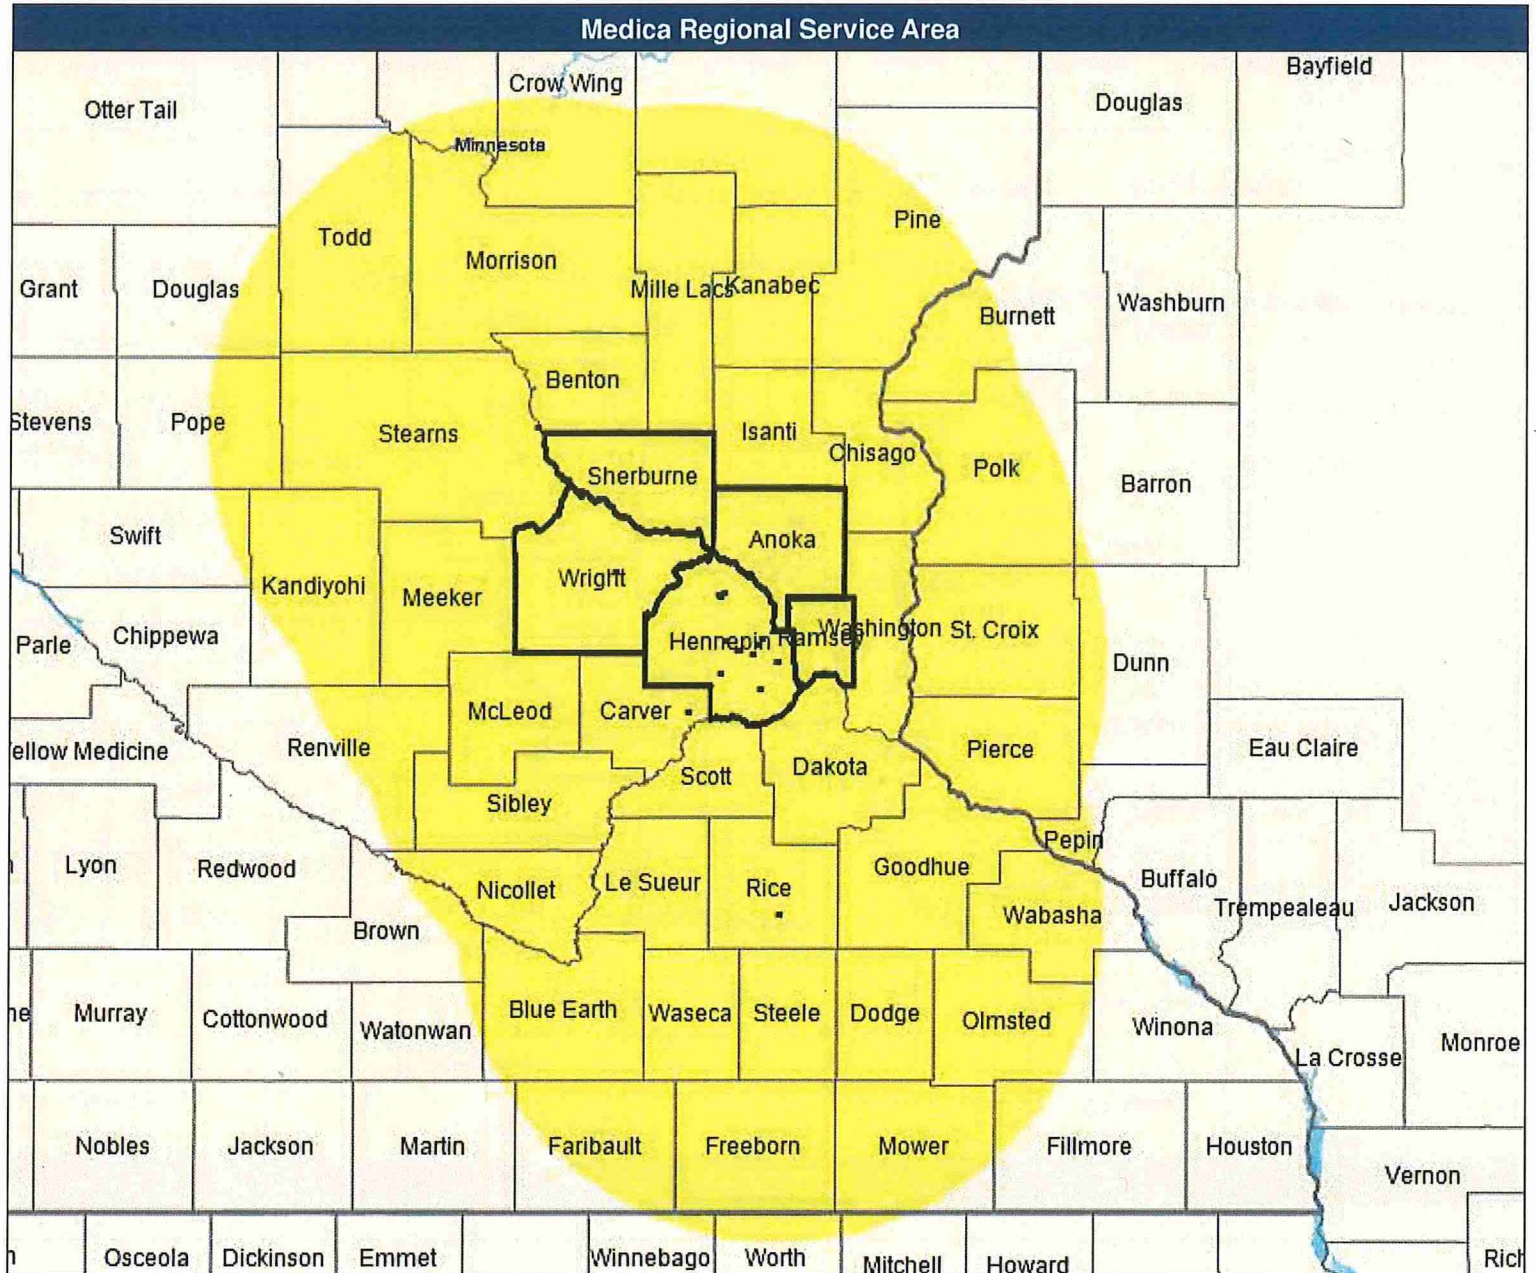 Medica Regional Service Area
Crow Wing
Bayfield
Otter Tail
Douglas
Minnesota
Pine
Todd
Morrison
Grant
Douglas
Mille Lacs
Kanabec
Burnett
Washburn
Benton
Stevens
Pope
Stearns
Isanti
Chisago
Polk
Sherburne
Barron
Swift
Anoka
Kandiyohi
Wright
Meeker
Parle
Chippewa
Hennepin
Ramsey
Washington
St. Croix
Dunn
McLeod
Carver
ellow Medicine
Renville
Scott
Dakota
Pierce
Eau Claire
Sibley
Pepin
Lyon
Redwood
Nicollet
Le Sueur
Rice
Goodhue
Buffalo
Trempealeau
Jackson
Wabasha
Brown
ne
Murray
Cottonwood
Watonwan
Blue Earth
Waseca
Steele
Dodge
Olmsted
Winona
La Crosse
Monroe
Nobles
Jackson
Martin
Faribault
Freeborn
Mower
Fillmore
Houston
Vernon
Osceola
Dickinson
Emmet
Winnebago
Worth
Mitchell
Howard
Rich